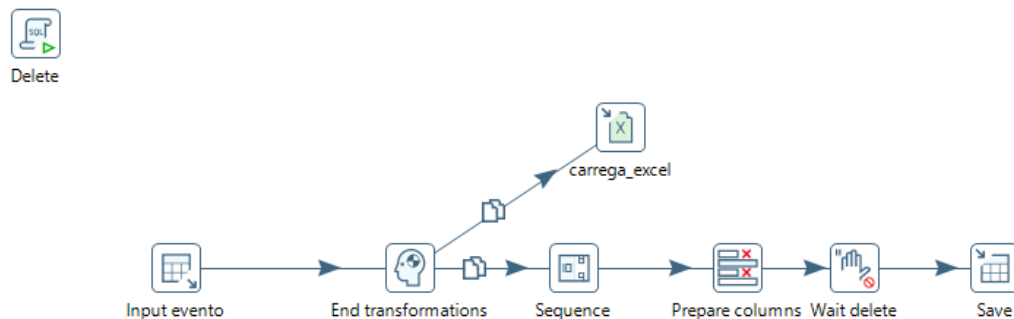 SQL
Delete
X
carrega_excel
Input evento
End transformations
Sequence
Prepare columns
Wait delete
Save